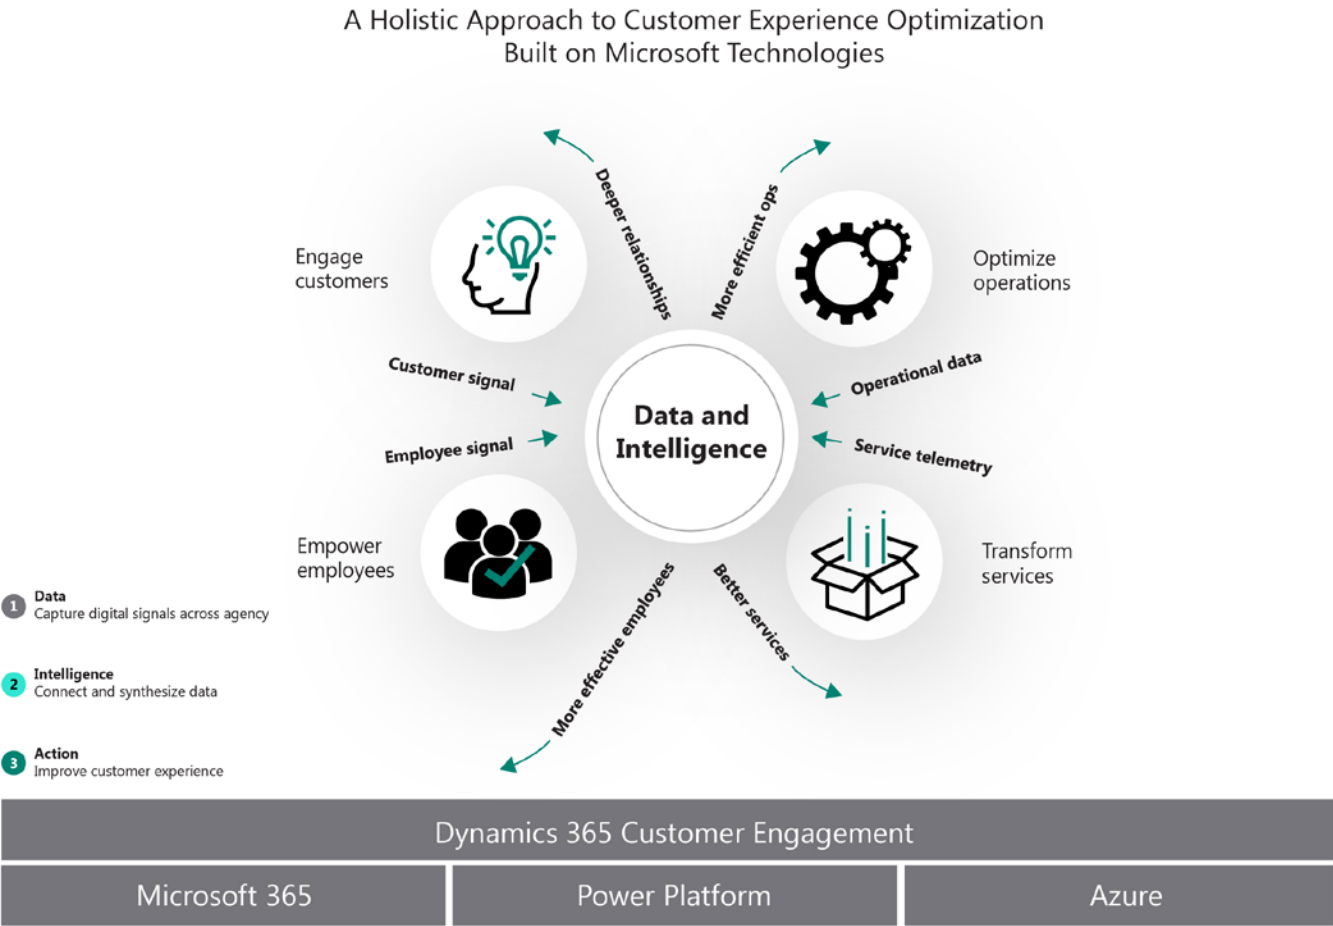 A Holistic Approach to Customer Experience Optimization
Built on Microsoft Technologies
Deeper relationships
More efficient ops
Engage
customers
Optimize
operations
Customer signal
Operational data
Data and
Intelligence
Employee signal
Service telemetry
Empower
employees
Transform
services
More effective employees
Better services
1
Data
Capture digital signals across agency
2
Intelligence
Connect and synthesize data
3
Action
Improve customer experience
Dynamics 365 Customer Engagement
Microsoft 365
Power Platform
Azure